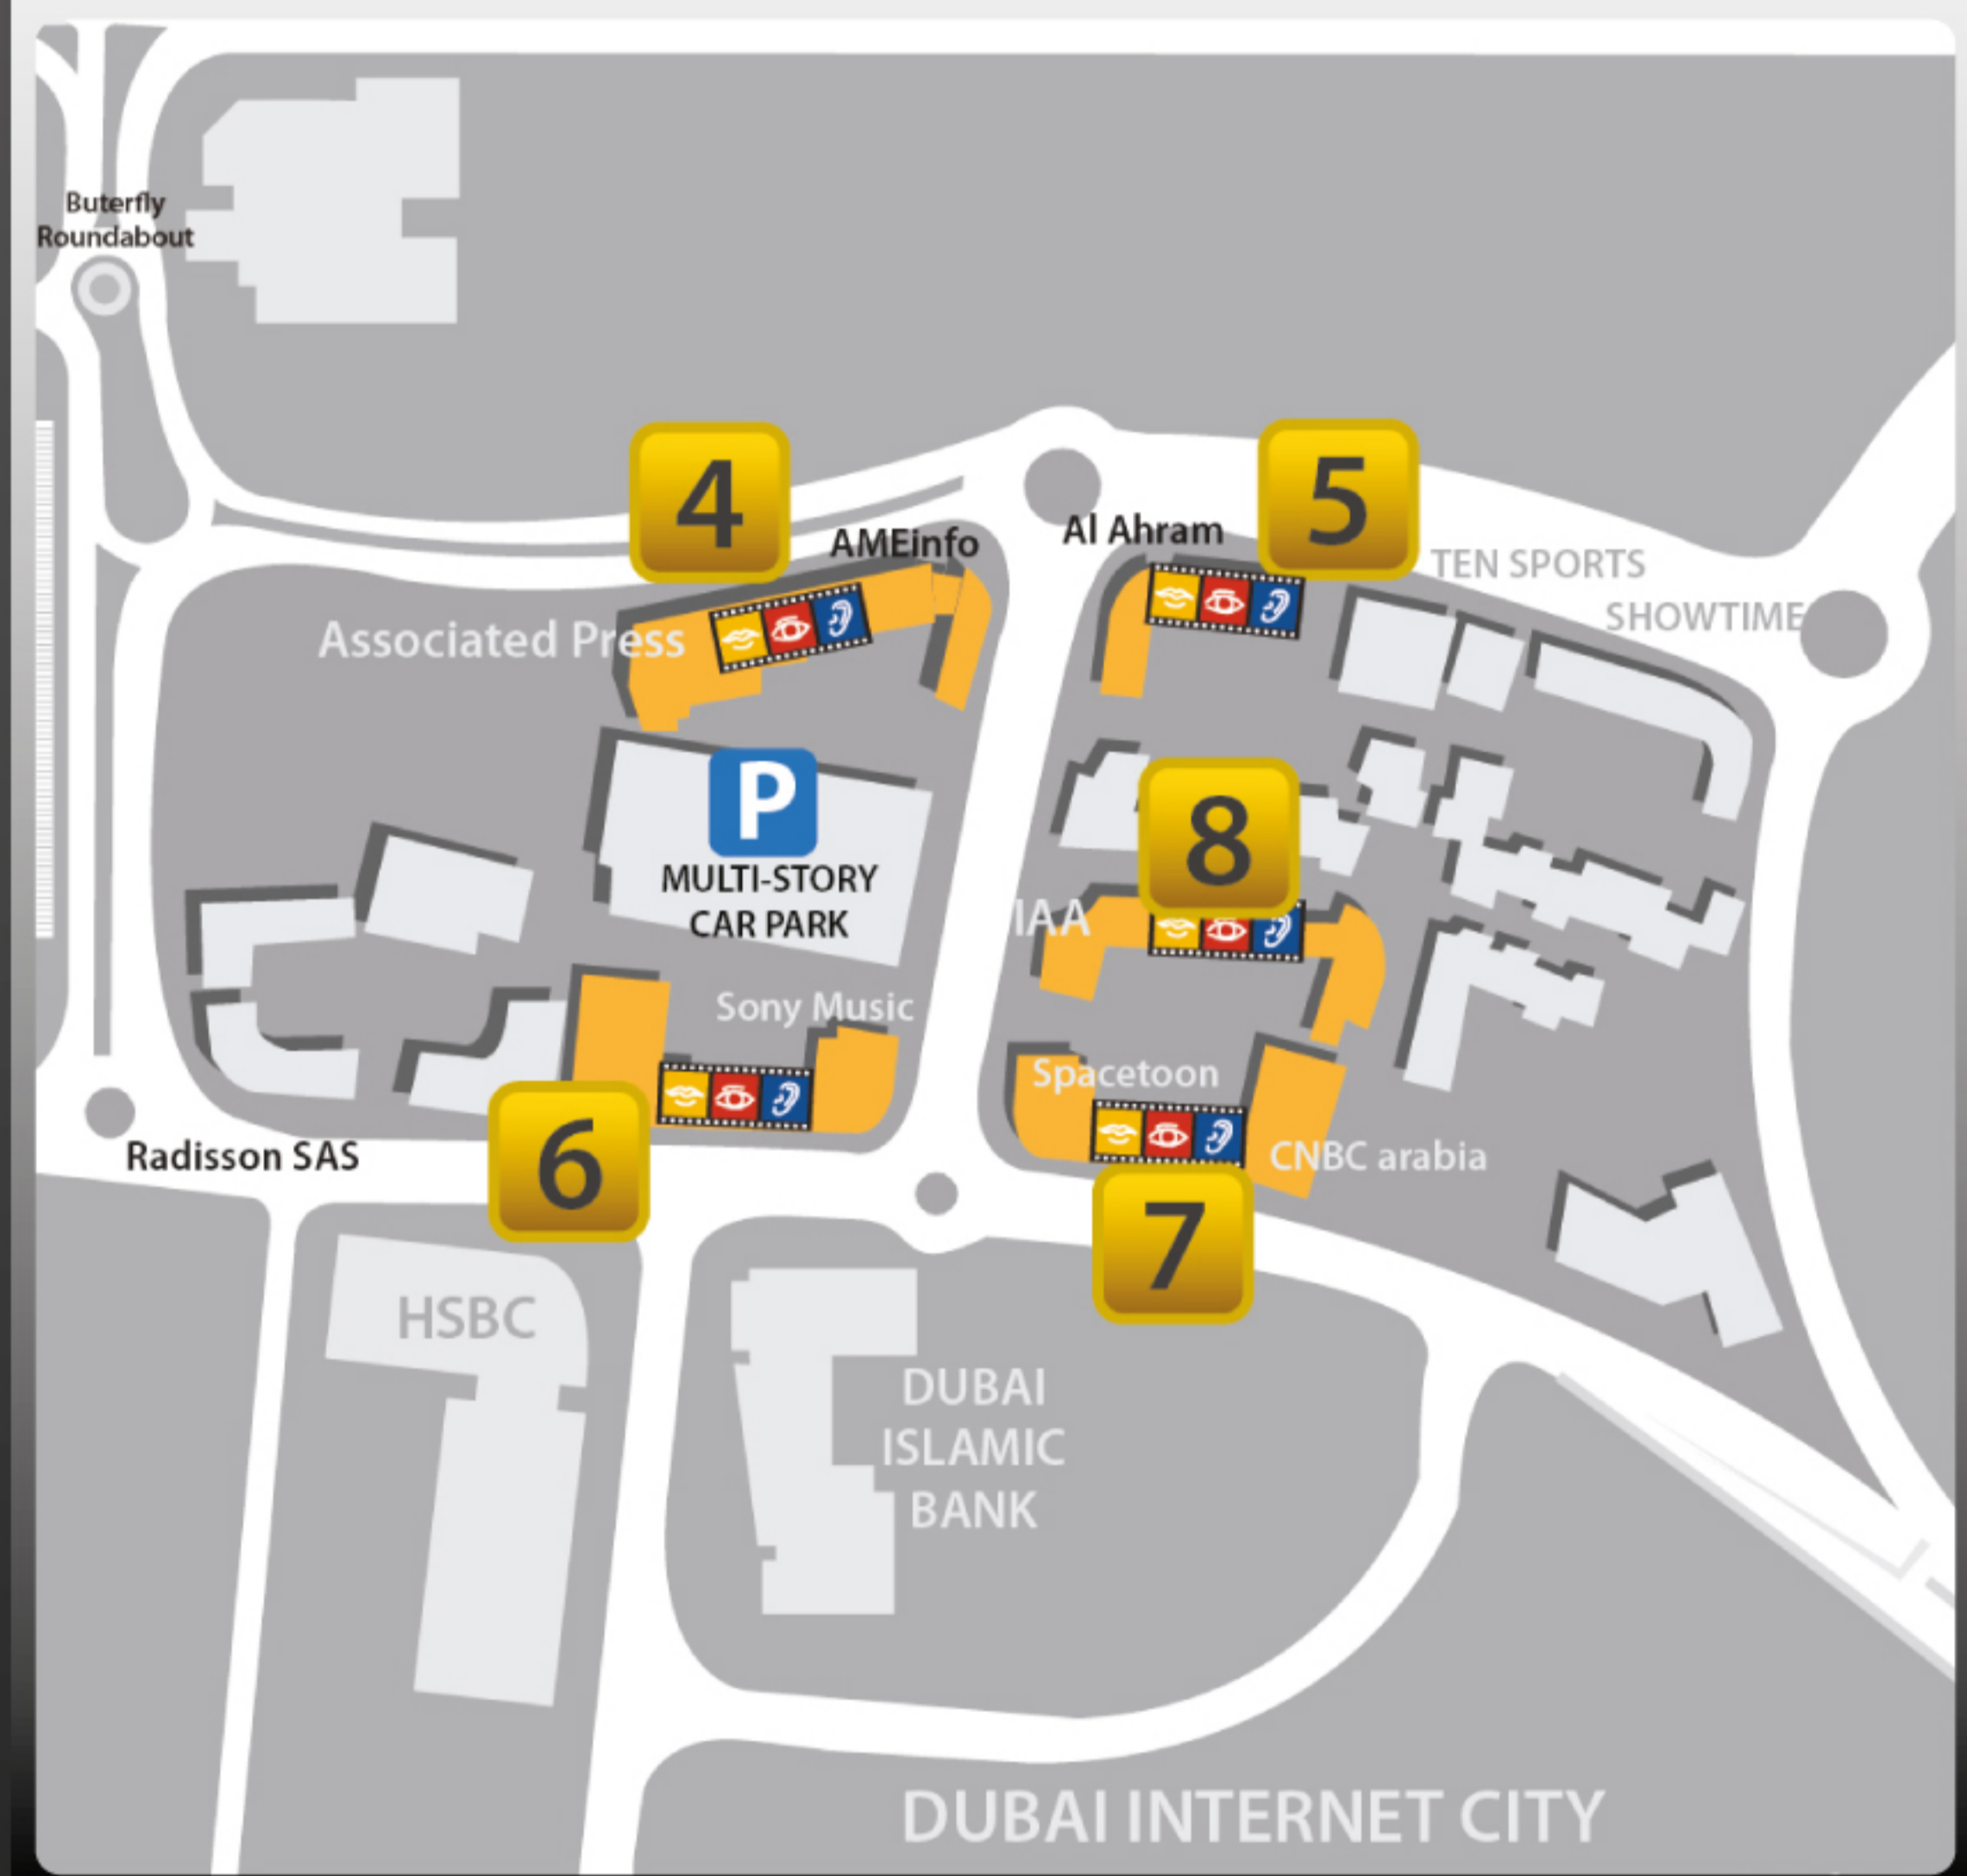 Buterfly
Roundabout
4
5
AMEinfo
Al Ahram
TEN SPORTS
SHOWTIME
Associated Press
P
MULTI-STORY
CAR PARK
8
IAA
Sony Music
Spacetoon
Radisson SAS
6
CNBC arabia
7
HSBC
DUBAI
ISLAMIC
BANK
DUBAI INTERNET CITY